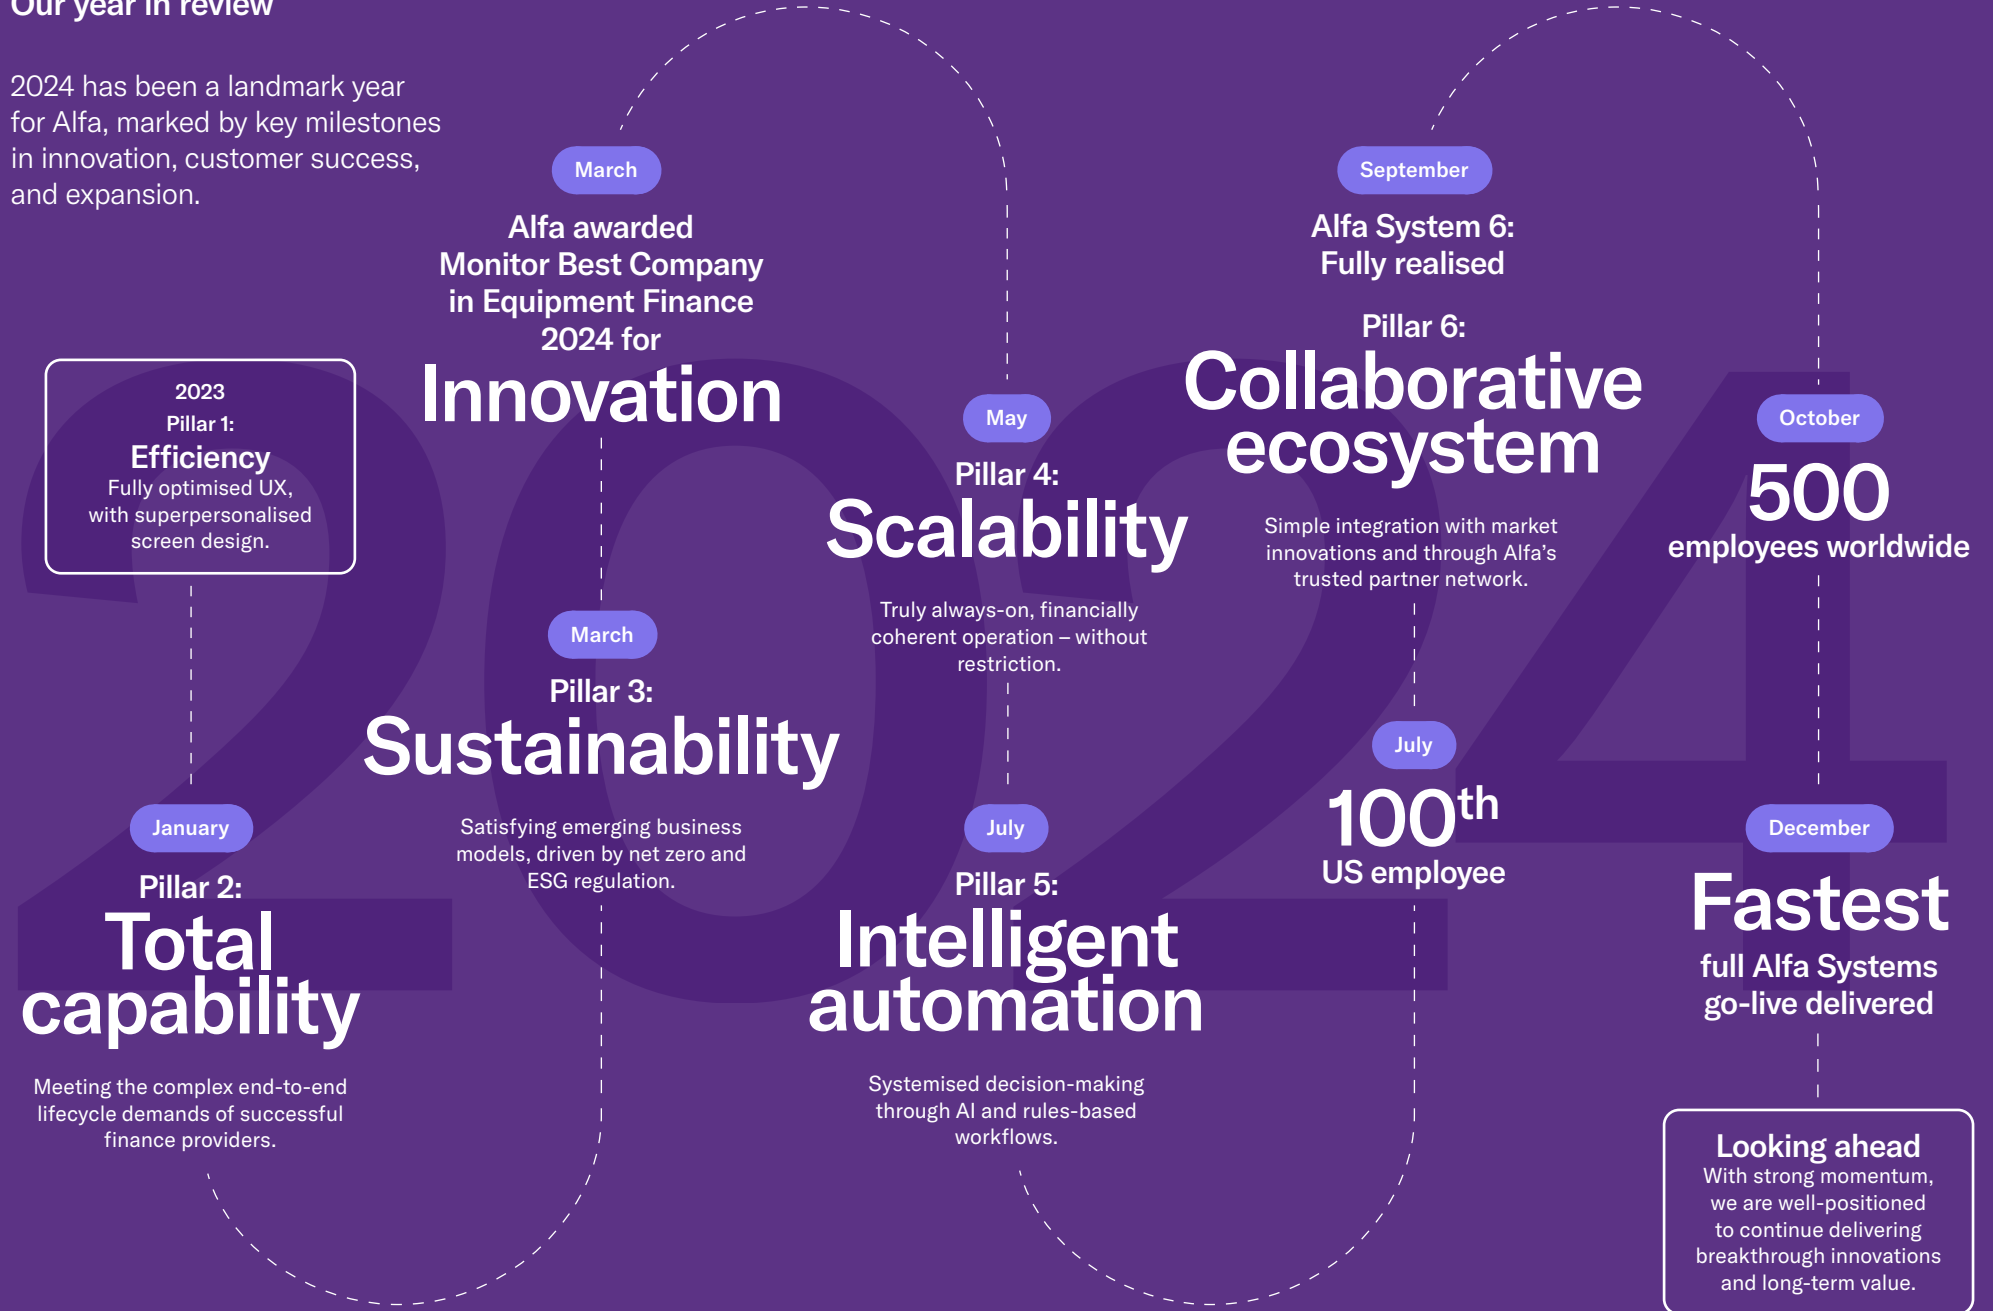 Our year in review
2024 has been a landmark year
for Alfa, marked by key milestones
in innovation, customer success,
and expansion.
2023
Pillar 1:
Efficiency
Fully optimised UX,
with superpersonalised
screen design.
January
Pillar 2:
Total
capability
Meeting the complex end-to-end
lifecycle demands of successful
finance providers.
March
Pillar 3:
Sustainability
Satisfying emerging business
models, driven by net zero and
ESG regulation.
March
Alfa awarded
Monitor Best Company
in Equipment Finance
2024 for
Innovation
May
Pillar 4:
Scalability
Truly always-on, financially
coherent operation – without
restriction.
July
Pillar 5:
Intelligent
automation
Systemised decision-making
through AI and rules-based
workflows.
July
100th
US employee
September
Alfa System 6:
Fully realised
Pillar 6:
Collaborative
ecosystem
Simple integration with market
innovations and through Alfa's
trusted partner network.
October
500
employees worldwide
December
Fastest
full Alfa Systems
go-live delivered
Looking ahead
With strong momentum,
we are well-positioned
to continue delivering
breakthrough innovations
and long-term value.
2024